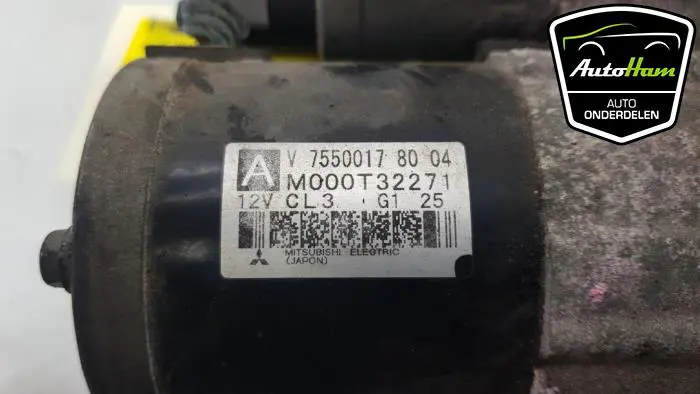 AutoHam
AUTO
ONDERDELEN
A V 7550017 80 04
M000T32271
12V CL3 G1 25
MITSUBISHI ELECTRIC
(JAPON)